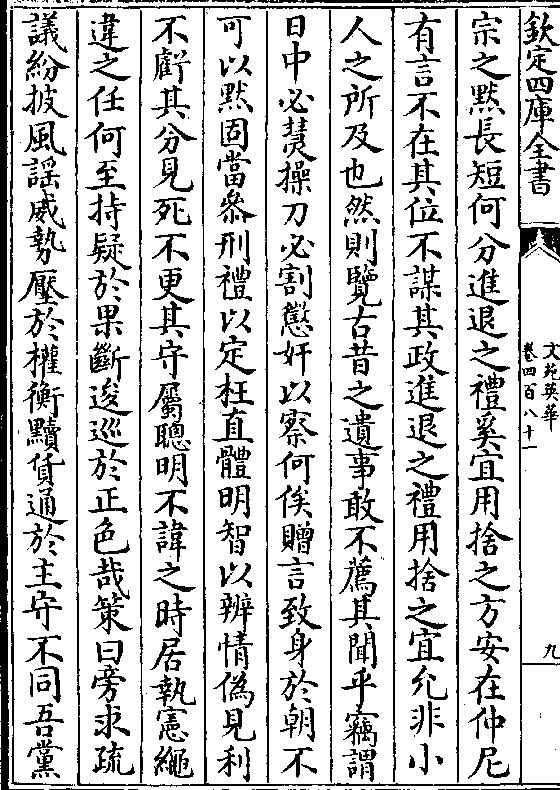 欽定四庫全書
文苑英華
卷四百八十一
九
宗之黙長短何分進退之禮奚宜用捨之方安在仲尼
有言不在其位不謀其政進退之禮用捨之宜允非小
人之所及也然則覽古昔之遺事敢不薦其聞乎竊謂
日中必熭操刀必割懲奸以察何俟贈言致身於朝不
可以黙固當叅刑禮以定枉直體明智以辨情偽見利
不虧其分見死不更其守屬聰明不諱之時居執憲繩
違之任何至持疑於果斷逡巡於正色哉策曰旁求疏
議紛披風謡威勢壓於權衡黷貨通於主守不同吾黨